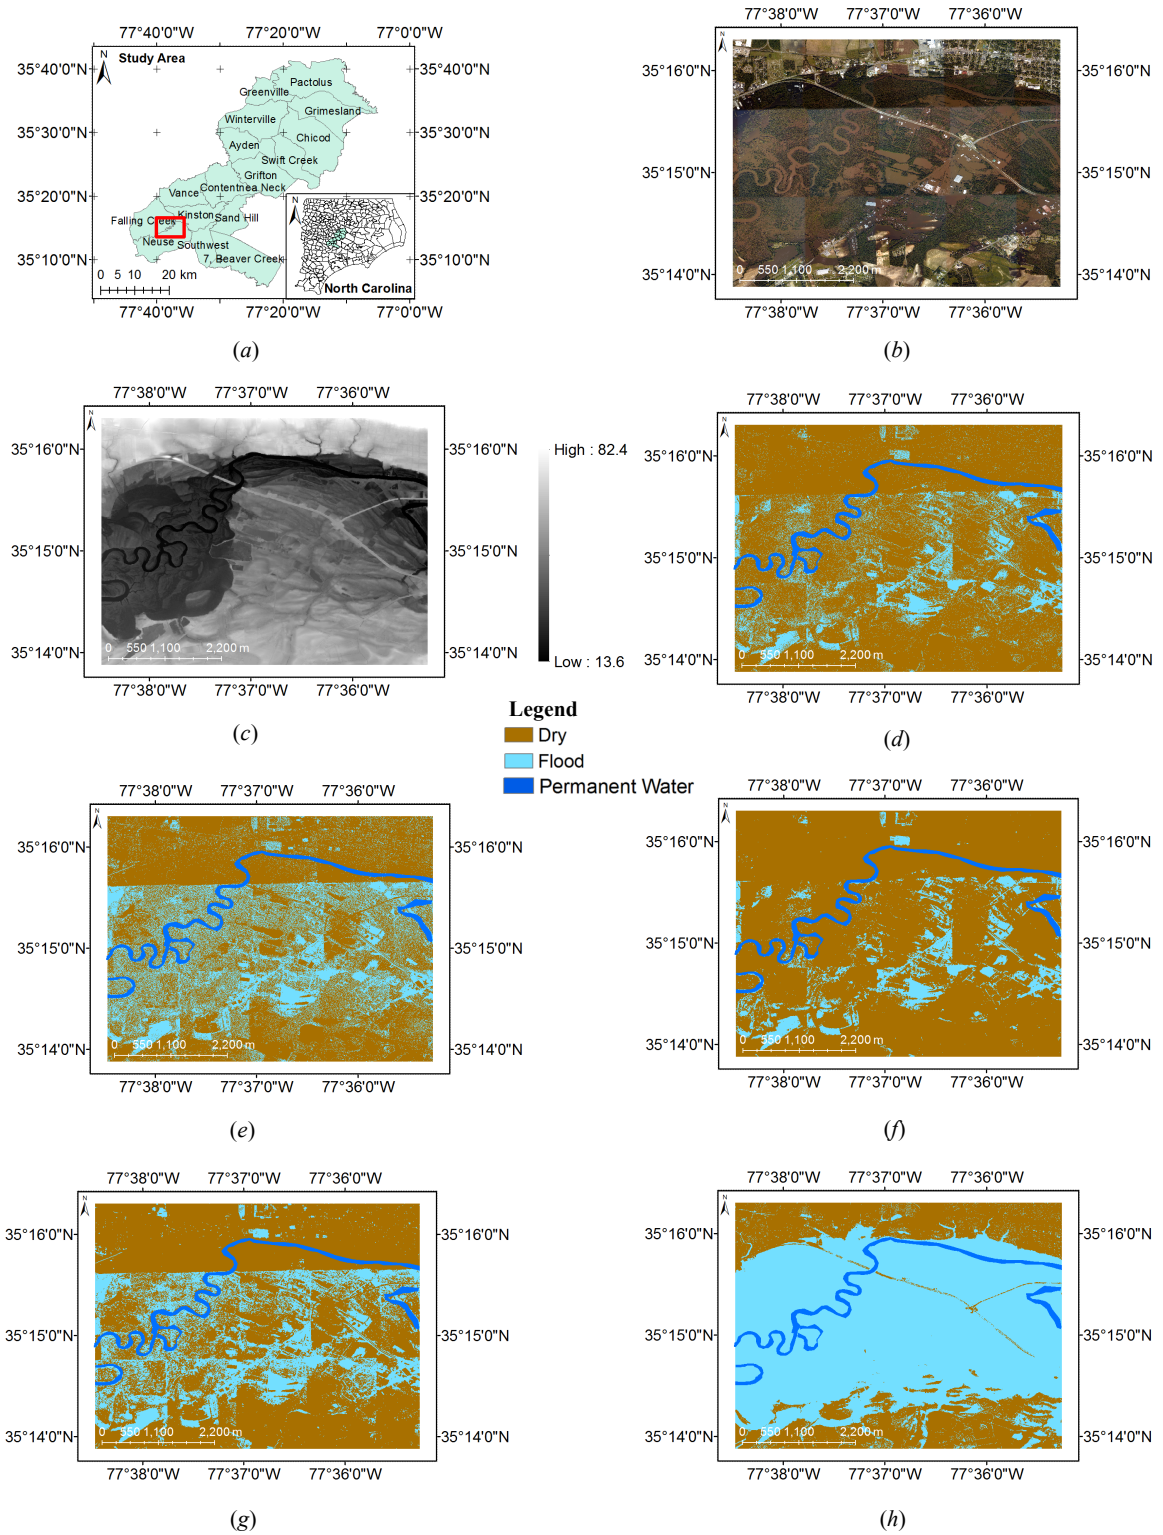 77°40'0"W 77°20'0"W 77°0'0"W
N
Study Area
35°40'0"N 35°40'0"N
Pactolus
Greenville
Grimesland
Winterville
35°30'0"N 35°30'0"N
Chicod
Ayden
Swift Creek
Grifton
Contentnea Neck
Vance
35°20'0"N 35°20'0"N
N
Kinston
Sand Hill
Falling Creek
Neuse
Southwest
7, Beaver Creek
35°10'0"N 35°10'0"N
0 5 10 20 km
North Carolina
77°40'0"W 77°20'0"W 77°0'0"W
(a)
77°38'0"W 77°37'0"W 77°36'0"W
N
35°16'0"N 35°16'0"N
35°15'0"N 35°15'0"N
35°14'0"N 35°14'0"N
0 550 1,100 2,200 m
77°38'0"W 77°37'0"W 77°36'0"W
(b)
77°38'0"W 77°37'0"W 77°36'0"W
N
35°16'0"N 35°16'0"N
35°15'0"N 35°15'0"N
35°14'0"N 35°14'0"N
0 550 1,100 2,200 m
77°38'0"W 77°37'0"W 77°36'0"W
High : 82.4
Low : 13.6
(c)
77°38'0"W 77°37'0"W 77°36'0"W
N
35°16'0"N 35°16'0"N
35°15'0"N 35°15'0"N
35°14'0"N 35°14'0"N
0 550 1,100 2,200 m
77°38'0"W 77°37'0"W 77°36'0"W
(d)
Legend
Dry
Flood
Permanent Water
77°38'0"W 77°37'0"W 77°36'0"W
N
35°16'0"N 35°16'0"N
35°15'0"N 35°15'0"N
35°14'0"N 35°14'0"N
0 550 1,100 2,200 m
77°38'0"W 77°37'0"W 77°36'0"W
(e)
77°38'0"W 77°37'0"W 77°36'0"W
N
35°16'0"N 35°16'0"N
35°15'0"N 35°15'0"N
35°14'0"N 35°14'0"N
0 550 1,100 2,200 m
77°38'0"W 77°37'0"W 77°36'0"W
(f)
77°38'0"W 77°37'0"W 77°36'0"W
N
35°16'0"N 35°16'0"N
35°15'0"N 35°15'0"N
35°14'0"N 35°14'0"N
0 550 1,100 2,200 m
77°38'0"W 77°37'0"W 77°36'0"W
(g)
77°38'0"W 77°37'0"W 77°36'0"W
N
35°16'0"N 35°16'0"N
35°15'0"N 35°15'0"N
35°14'0"N 35°14'0"N
0 550 1,100 2,200 m
77°38'0"W 77°37'0"W 77°36'0"W
(h)